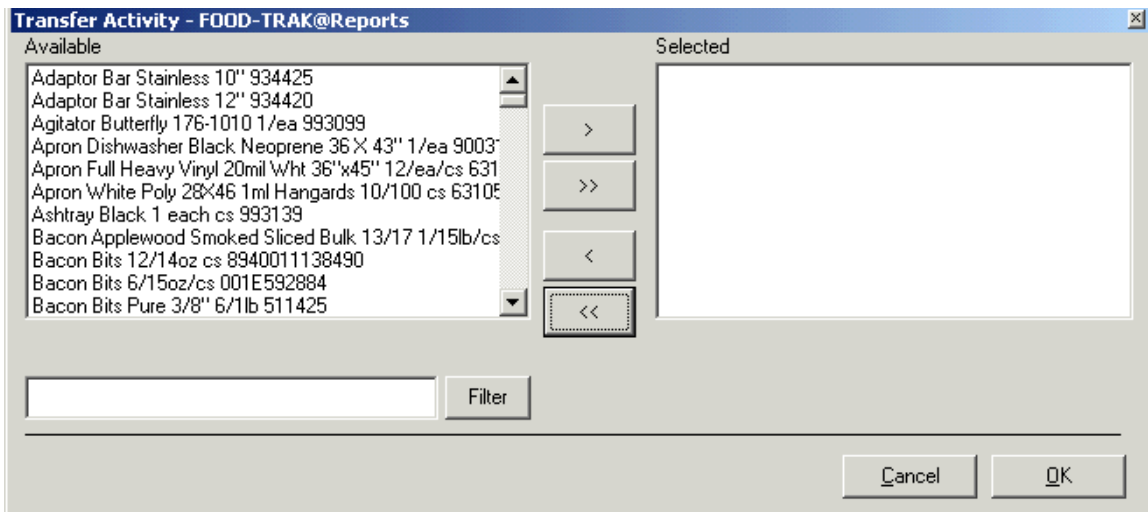 Transfer Activity - FOOD-TRAK@Reports
Available
Selected
Adaptor Bar Stainless 10" 934425
Adaptor Bar Stainless 12" 934420
Agitator Butterfly 176-1010 1/ea 993099
Apron Dishwasher Black Neoprene 36 X 43" 1/ea 9003
Apron Full Heavy Vinyl 20mil Wht 36"x45" 12/ea/cs 631
Apron White Poly 28X46 1ml Hangards 10/100 cs 63105
Ashtray Black 1 each cs 993139
Bacon Applewood Smoked Sliced Bulk 13/17 1/15lb/cs
Bacon Bits 12/14oz cs 8940011138490
Bacon Bits 6/15oz/cs 001E592884
Bacon Bits Pure 3/8" 6/1lb 511425
>
>>
<
<<
Filter
Cancel
OK